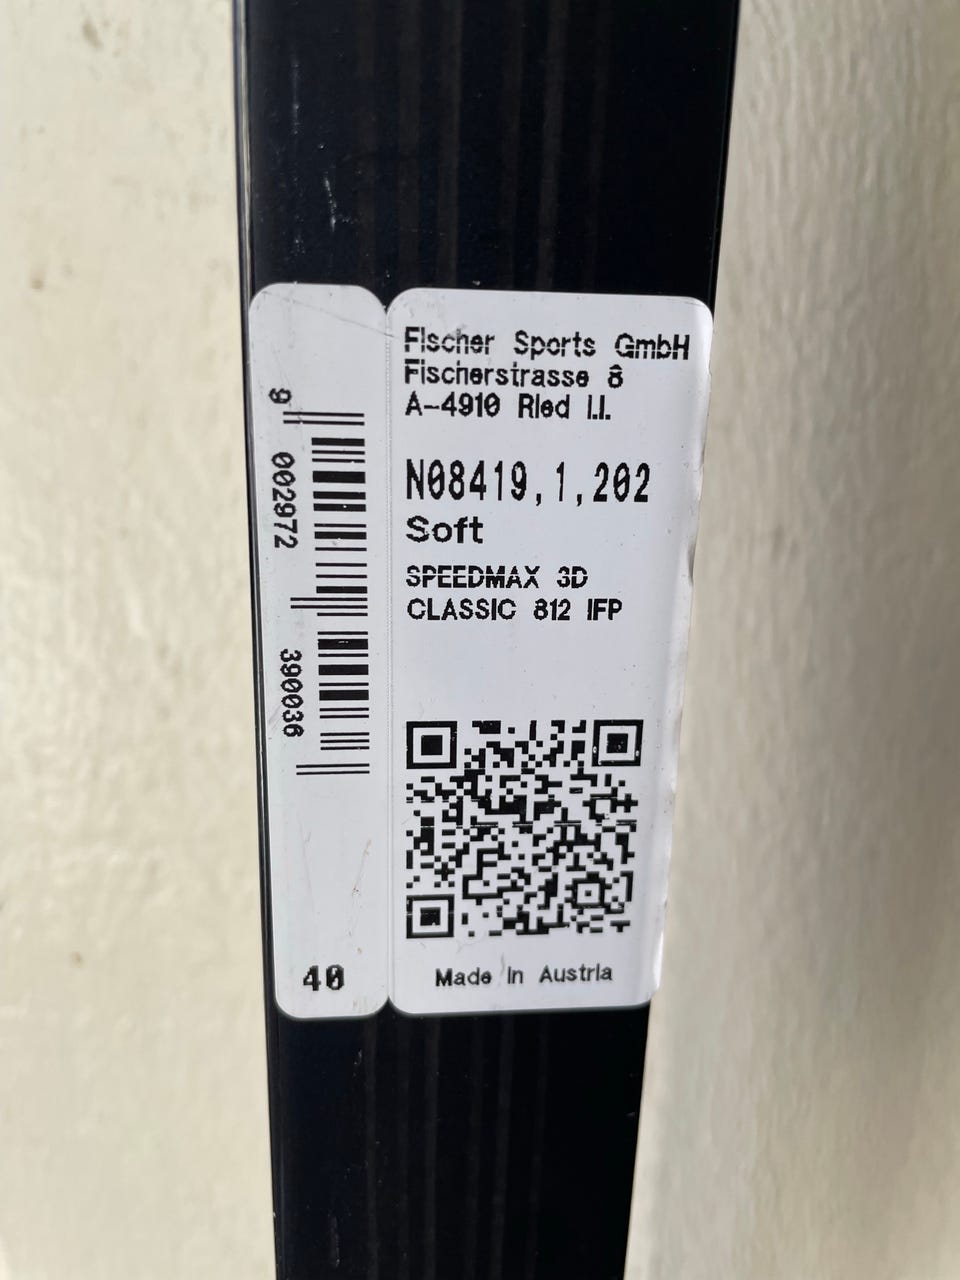 Fischer Sports GmbH
Fischerstrasse 8
A-4910 Ried i.I.
N08419,1,202
Soft
SPEEDMAX 3D
CLASSIC 812 IFP
Made in Austria
9 002972 390036
40